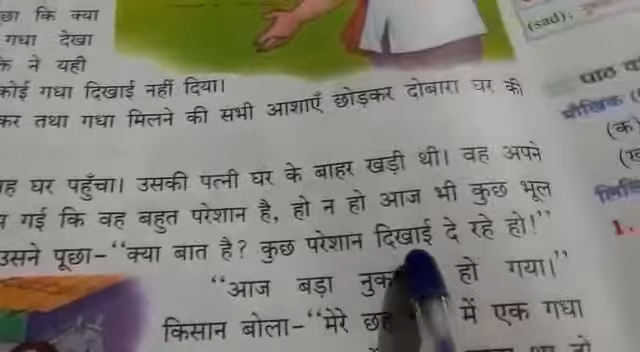 छा कि क्या
गधा देखा
के ने यही
कोई गधा दिखाई नहीं दिया।
कर तथा गधा मिलने की सभी आशाएँ छोड़कर दोबारा घर की
ह घर पहुँचा। उसकी पत्नी घर के बाहर खड़ी थी। वह अपने
गई कि वह बहुत परेशान है, हो न हो आज भी कुछ भूल
उसने पूछा-“क्या बात है? कुछ परेशान दिखाई दे रहे हो!”
“आज बड़ा नुक हो गया।”
किसान बोला-“मेरे छह में एक गधा
(sad);
पाठ
मौखिक
(क)
(ख
लिखि
1.